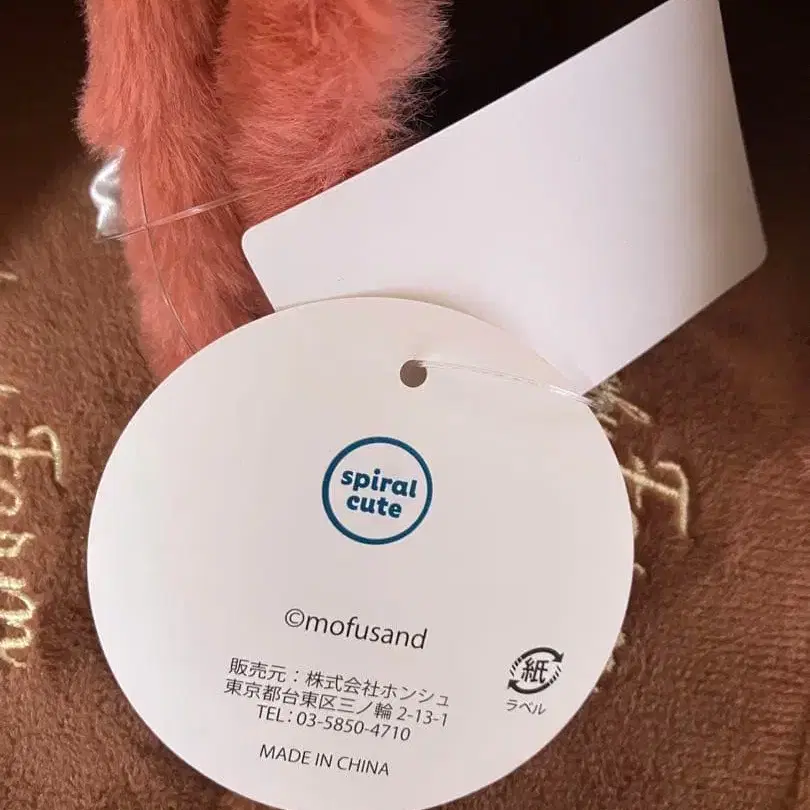 spiral
cute
©mofusand
販売元：株式会社ホンシュ
東京都台東区三ノ輪 2-13-1
TEL：03-5850-4710
MADE IN CHINA
紙
ラベル
Farm